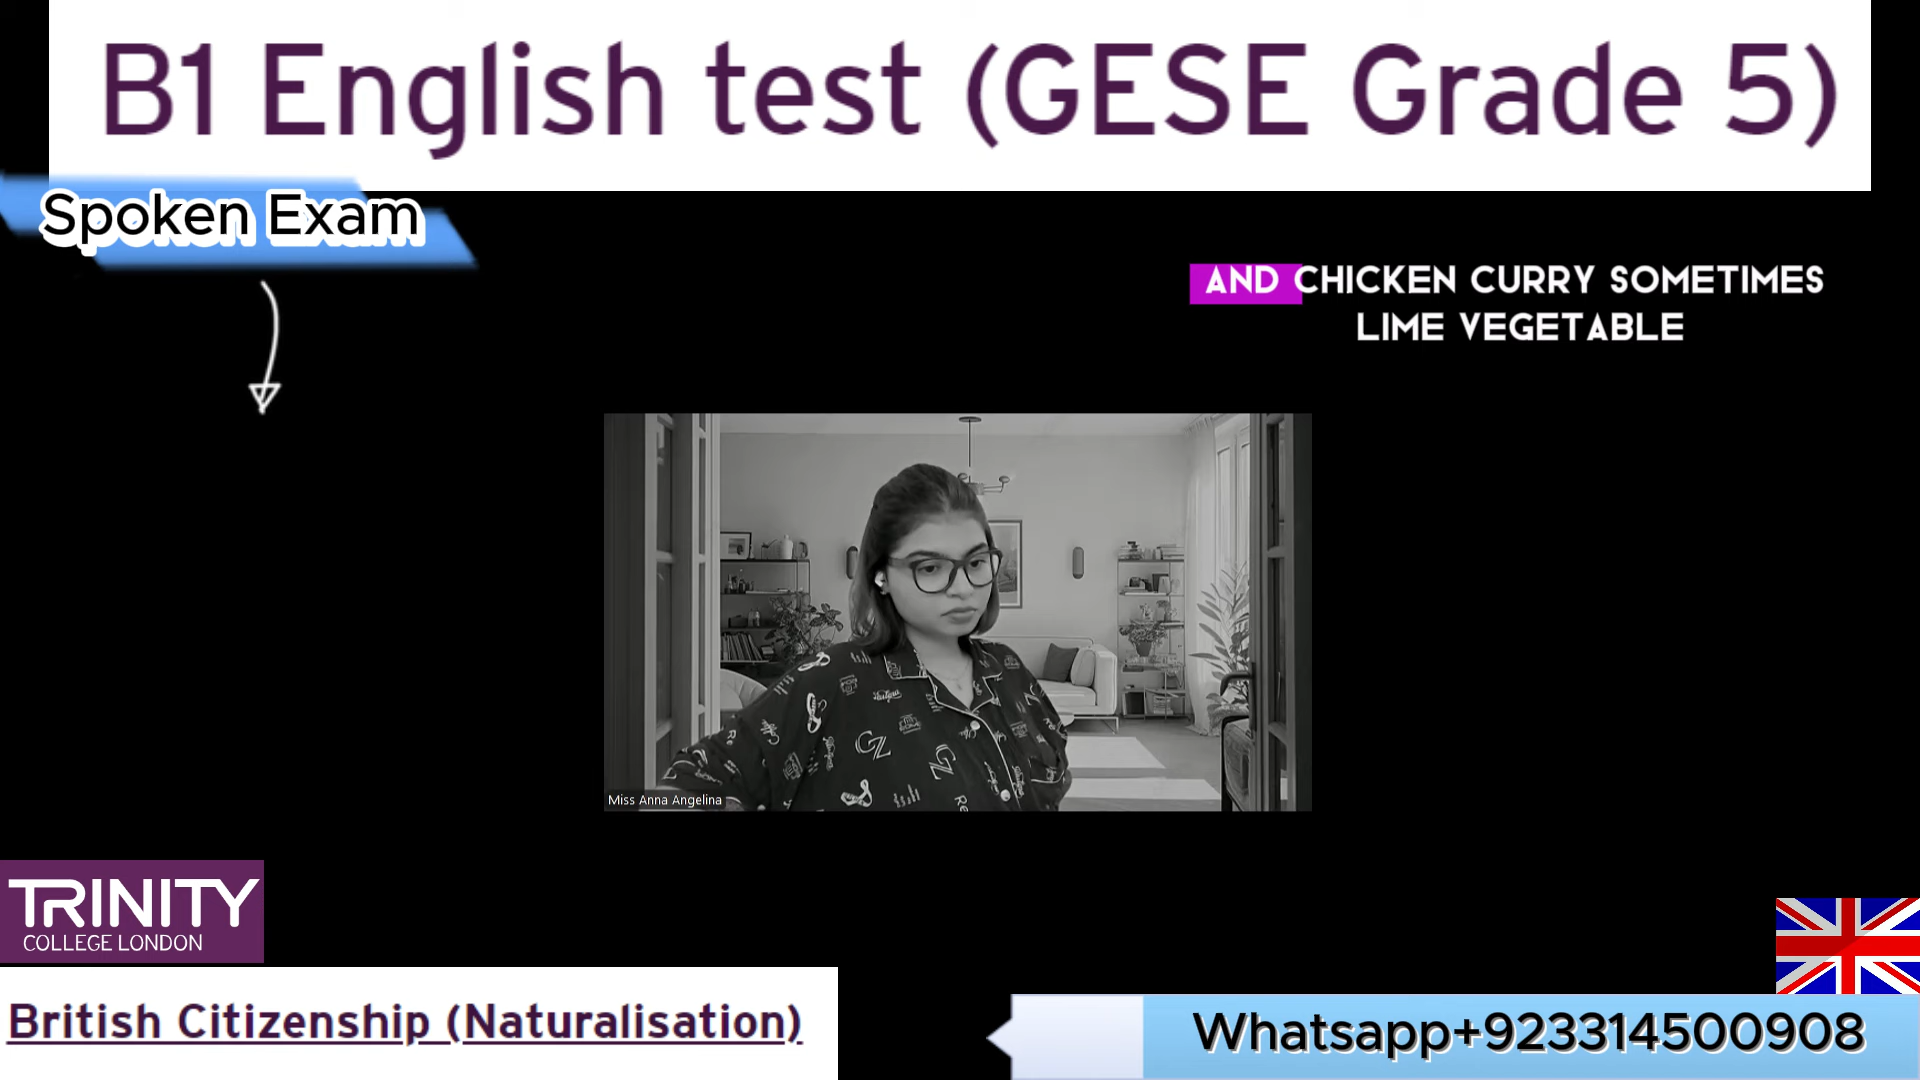 B1 English test (GESE Grade 5)
Spoken Exam
AND CHICKEN CURRY SOMETIMES
LIME VEGETABLE
Miss Anna Angelina
TRINITY
COLLEGE LONDON
British Citizenship (Naturalisation)
Whatsapp+923314500908